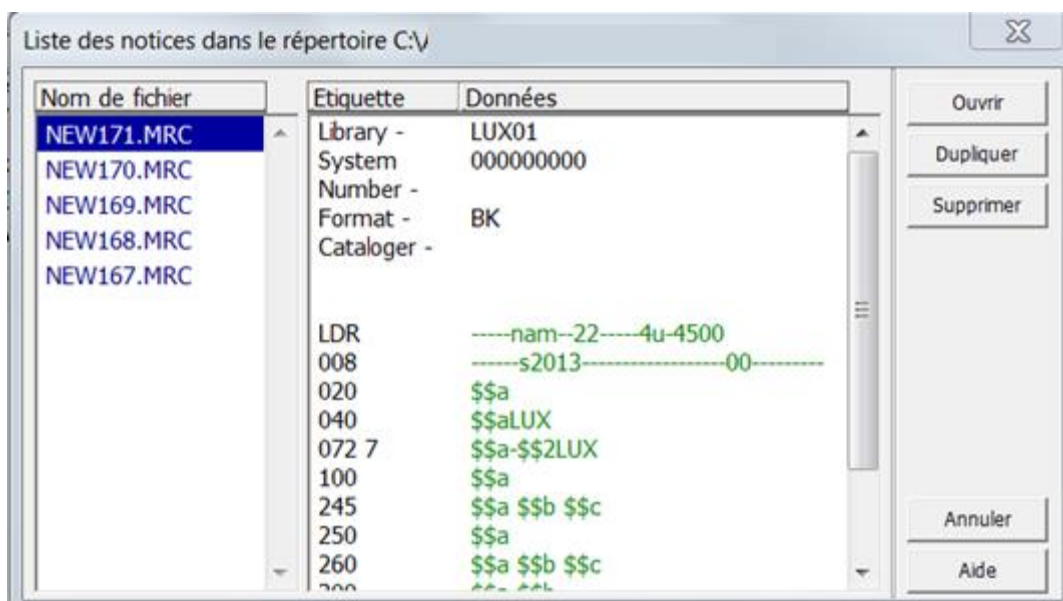 Liste des notices dans le répertoire C:\/
Nom de fichier
NEW171.MRC
NEW170.MRC
NEW169.MRC
NEW168.MRC
NEW167.MRC
Etiquette Données
Library - LUX01
System 000000000
Number -
Format - BK
Cataloger -
LDR -----nam--22-----4u-4500
008 ------s2013------------------00---------
020 $$a
040 $$aLUX
072 7 $$a-$$2LUX
100 $$a
245 $$a $$b $$c
250 $$a
260 $$a $$b $$c
Ouvrir
Dupliquer
Supprimer
Annuler
Aide